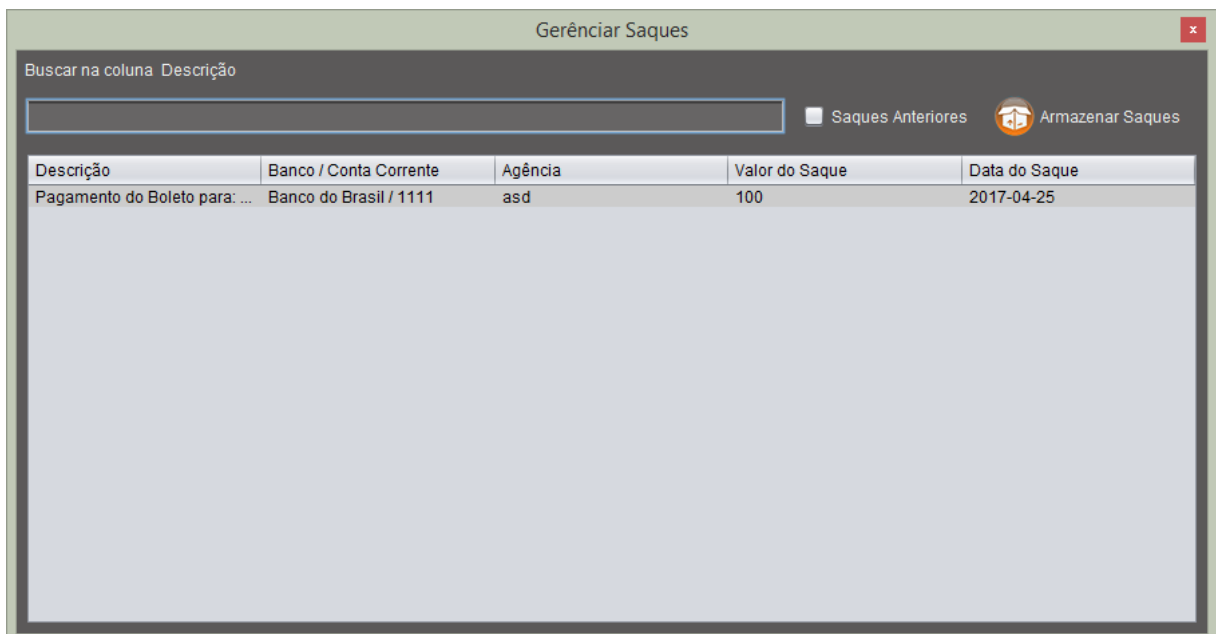 Gerênciar Saques
x
Buscar na coluna Descrição
Saques Anteriores Armazenar Saques
Descrição Banco / Conta Corrente Agência Valor do Saque Data do Saque
Pagamento do Boleto para: ... Banco do Brasil / 1111 asd 100 2017-04-25